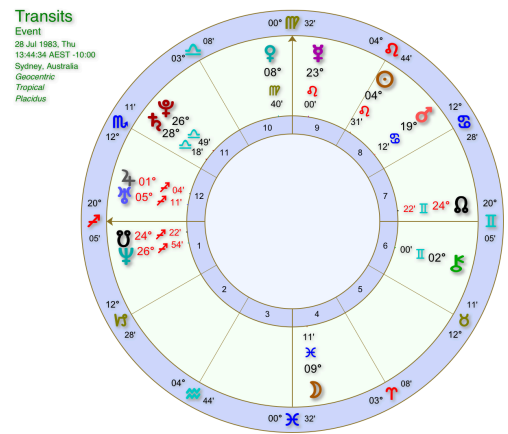 Transits
Event
28 Jul 1983, Thu
13:44:34 AEST -10:00
Sydney, Australia
Geocentric
Tropical
Placidus
00° ♍ 32'
04° ♌ 44'
12° ♋ 28'
20° ♊ 05'
11' ♉ 12°
08' ♈ 03°
00° ♓ 32'
04° ♒ 44'
12° ♑ 28'
20° ♐ 05'
11' ♏ 12°
03° ♎ 08'
♀ 08° ♍ 40'
☿ 23° ♌ 00'
☉ 04° ♌ 31'
♂ 19° ♋ 12'
☊ 24° ♊ 22'
⚷ 02° ♊ 00'
11' ♓ 09° ☽
♇ 26° ♎ 49'
♄ 28° ♎ 18'
♃ 01° ♐ 04'
♅ 05° ♐ 11'
☋ 24° ♐ 22'
♆ 26° ♐ 54'
10
9
11
8
12
7
1
6
2
5
3
4